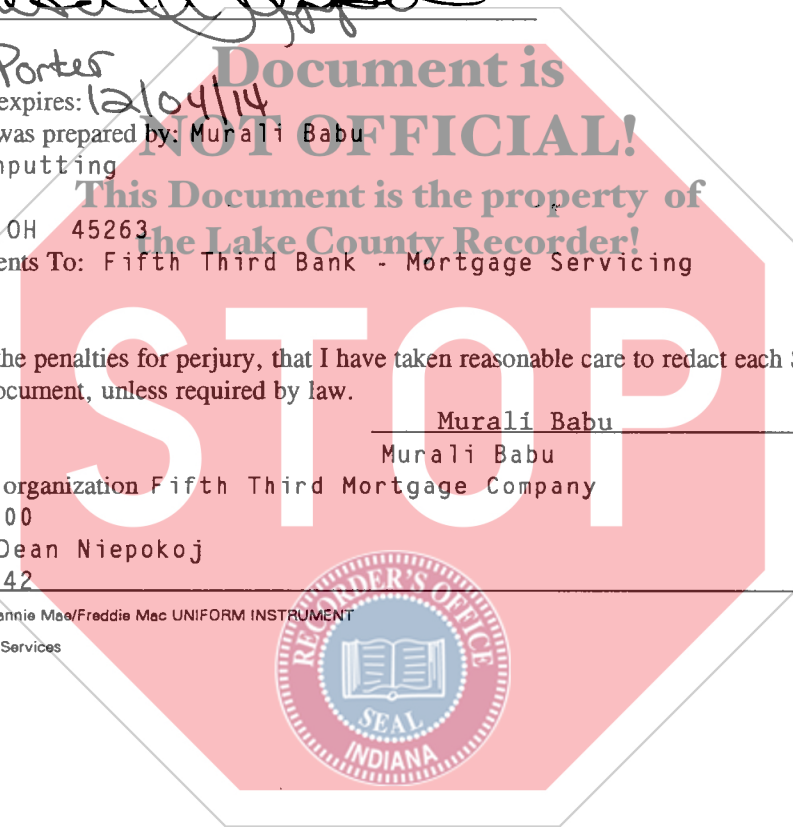 Porter
expires: 12/04/14
was prepared by: Murali Babu
nputting
OH 45263
ents To: Fifth Third Bank - Mortgage Servicing
the penalties for perjury, that I have taken reasonable care to redact each
ocument, unless required by law.
Murali Babu
Murali Babu
organization Fifth Third Mortgage Company
00
Dean Niepokoj
42
annie Mae/Freddie Mac UNIFORM INSTRUMENT
Services
Document is
NOT OFFICIAL!
This Document is the property of
the Lake County Recorder!
STOP
RECORDER'S OFFICE
SEAL
INDIANA